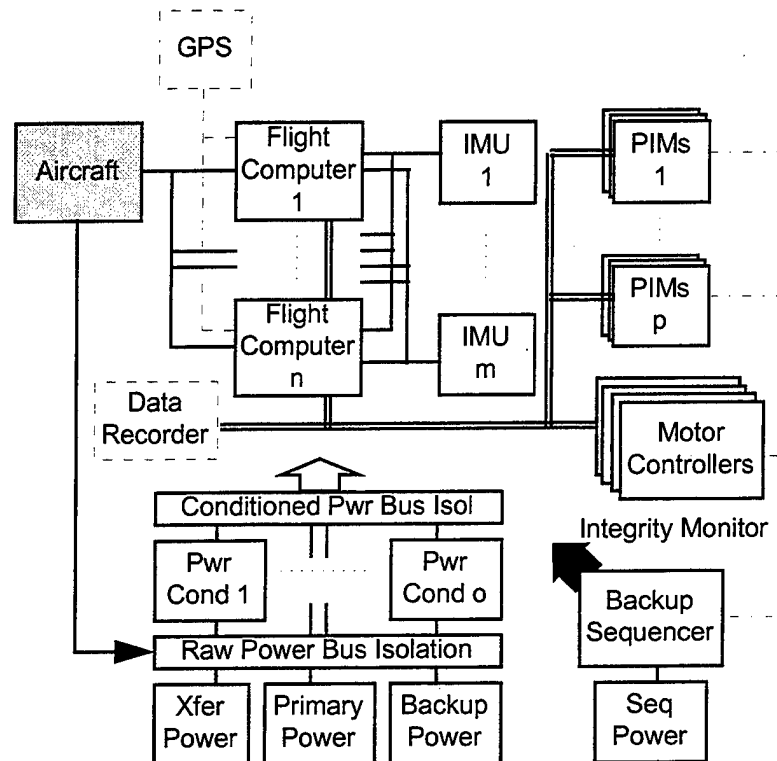 GPS
Aircraft
Flight
Computer
1
IMU
1
PIMs
1
Flight
Computer
n
IMU
m
PIMs
p
Data
Recorder
Motor
Controllers
Conditioned Pwr Bus Isol
Integrity Monitor
Pwr
Cond 1
Pwr
Cond o
Backup
Sequencer
Raw Power Bus Isolation
Xfer
Power
Primary
Power
Backup
Power
Seq
Power